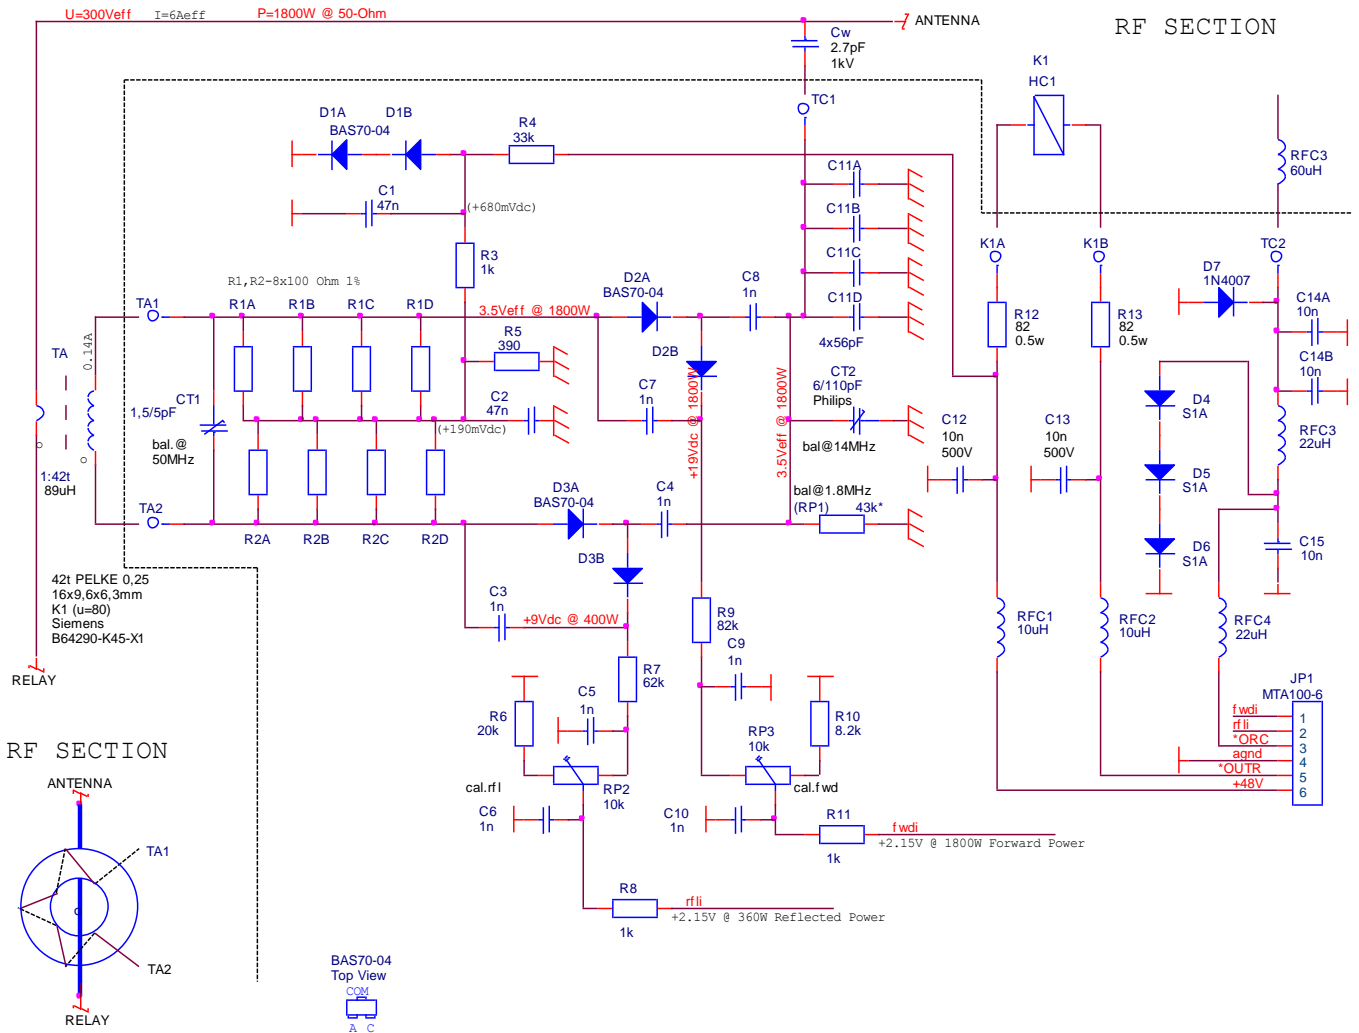 U=300Veff I=6Aeff P=1800W @ 50-Ohm
ANTENNA
RF SECTION
Cw
2.7pF
1kV
K1
HC1
TC1
D1A D1B
BAS70-04
R4
33k
RFC3
60uH
C11A
C1
47n
(+680mVdc)
C11B
K1A
K1B
TC2
R3
1k
C11C
R1,R2-8x100 Ohm 1%
D2A
BAS70-04
C8
1n
D7
1N4007
TA1
R1A R1B R1C R1D
3.5Veff @ 1800W
C11D
C14A
10n
R12
82
0.5w
R13
82
0.5w
R5
390
4x56pF
TA
0.14A
D2B
C14B
10n
CT2
6/110pF
Philips
C7
1n
CT1
1,5/5pF
C2
47n
D4
S1A
+19Vdc @ 1800W
3.5Veff @ 1800W
(+190mVdc)
bal.@
50MHz
bal@14MHz
C12
10n
500V
C13
10n
500V
RFC3
22uH
1:42t
89uH
D3A
BAS70-04
C4
1n
bal@1.8MHz
(RP1) 43k*
D5
S1A
TA2
R2A R2B R2C R2D
D3B
D6
S1A
C15
10n
42t PELKE 0,25
16x9,6x6,3mm
K1 (u=80)
Siemens
B64290-K45-X1
C3
1n
+9Vdc @ 400W
R9
82k
RFC1
10uH
RFC2
10uH
RFC4
22uH
C9
1n
RELAY
R7
62k
C5
1n
JP1
MTA100-6
R6
20k
R10
8.2k
fwdi 1
rfli 2
*ORC 3
agnd 4
*OUTR 5
+48V 6
RF SECTION
RP3
10k
ANTENNA
cal.rfl
RP2
10k
cal.fwd
C6
1n
C10
1n
R11
1k
fwdi
+2.15V @ 1800W Forward Power
TA1
R8
1k
rfli
+2.15V @ 360W Reflected Power
TA2
BAS70-04
Top View
COM
A C
RELAY